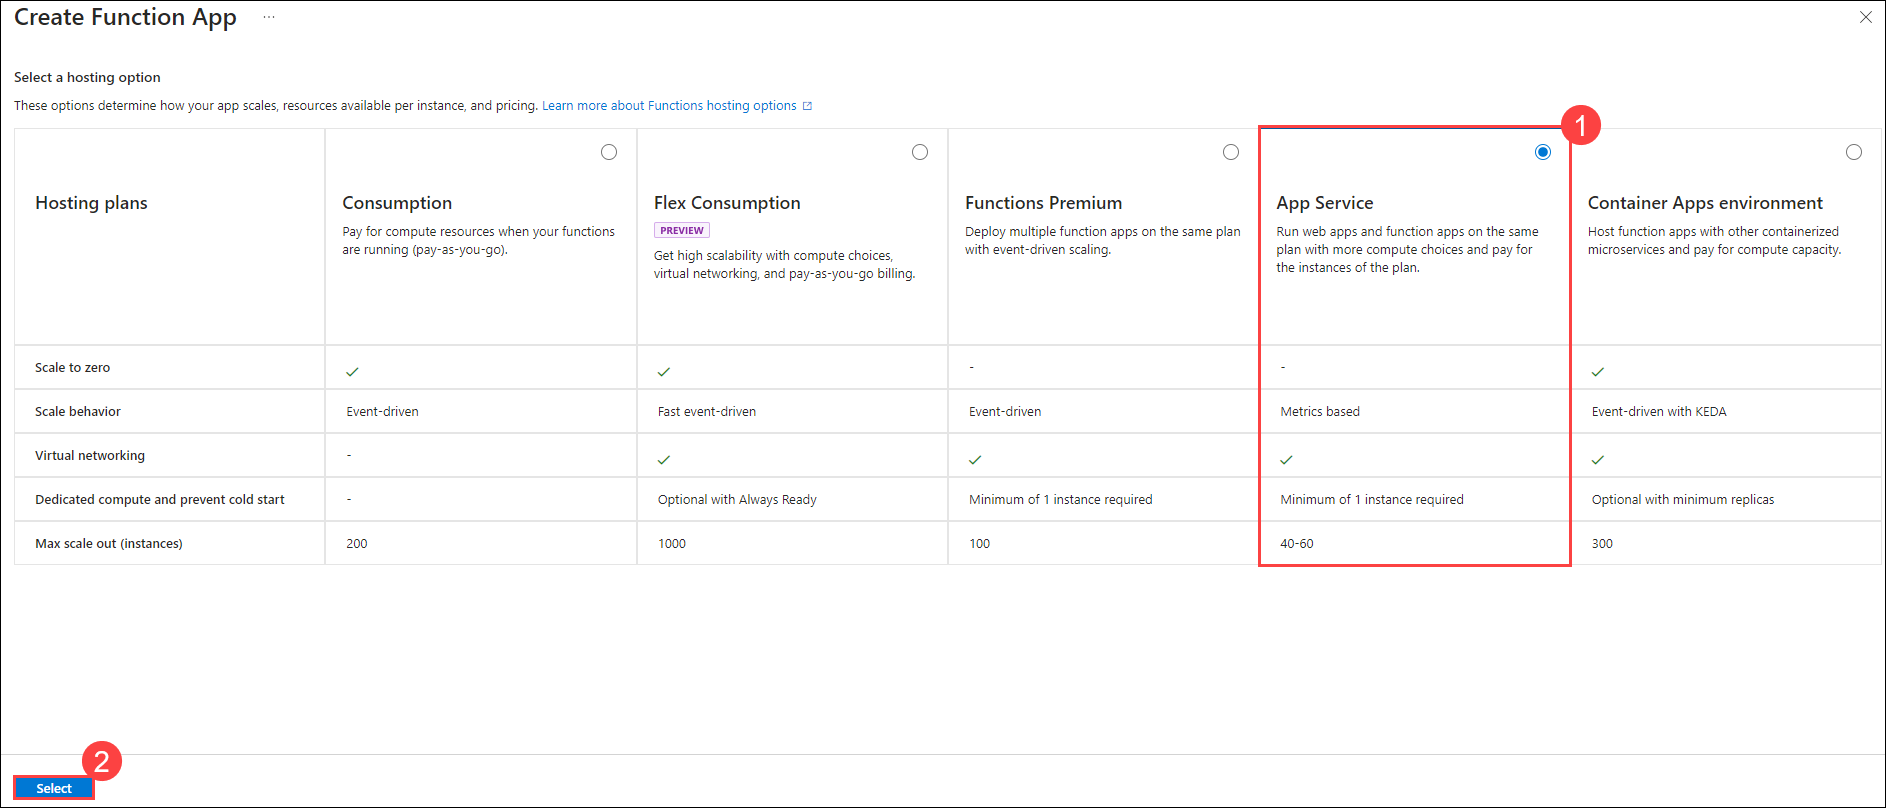 Create Function App ...
Select a hosting option
These options determine how your app scales, resources available per instance, and pricing. Learn more about Functions hosting options
1
Hosting plans
Consumption
Pay for compute resources when your functions
are running (pay-as-you-go).
Flex Consumption
PREVIEW
Get high scalability with compute choices,
virtual networking, and pay-as-you-go billing.
Functions Premium
Deploy multiple function apps on the same plan
with event-driven scaling.
App Service
Run web apps and function apps on the same
plan with more compute choices and pay for
the instances of the plan.
Container Apps environment
Host function apps with other containerized
microservices and pay for compute capacity.
Scale to zero ✓ ✓ - - ✓
Scale behavior Event-driven Fast event-driven Event-driven Metrics based Event-driven with KEDA
Virtual networking - ✓ ✓ ✓ ✓
Dedicated compute and prevent cold start - Optional with Always Ready Minimum of 1 instance required Minimum of 1 instance required Optional with minimum replicas
Max scale out (instances) 200 1000 100 40-60 300
2
Select